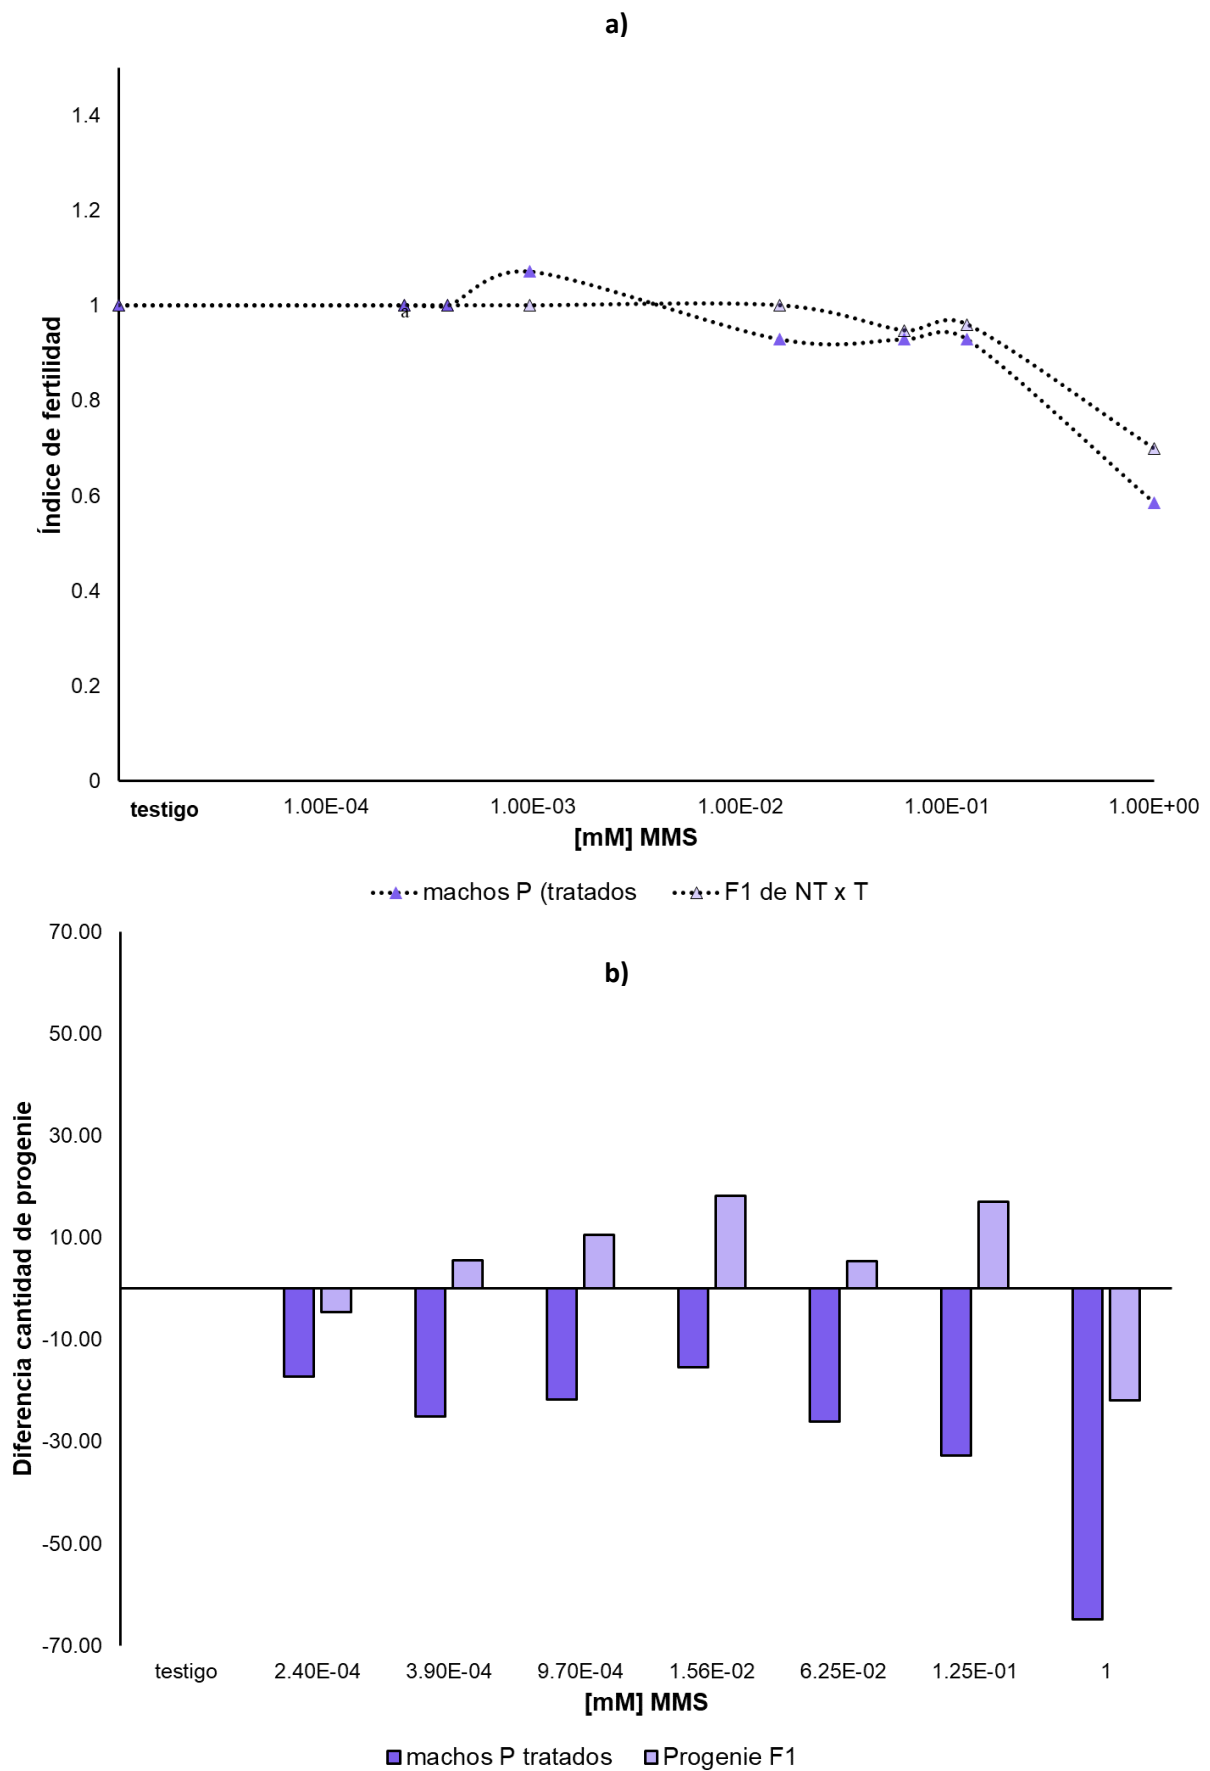 a)
1.4
1.2
1
0.8
0.6
0.4
0.2
0
Índice de fertilidad
a
testigo 1.00E-04 1.00E-03 1.00E-02 1.00E-01 1.00E+00
[mM] MMS
machos P (tratados F1 de NT x T
b)
70.00
50.00
30.00
10.00
-10.00
-30.00
-50.00
-70.00
Diferencia cantidad de progenie
testigo 2.40E-04 3.90E-04 9.70E-04 1.56E-02 6.25E-02 1.25E-01 1
[mM] MMS
machos P tratados Progenie F1